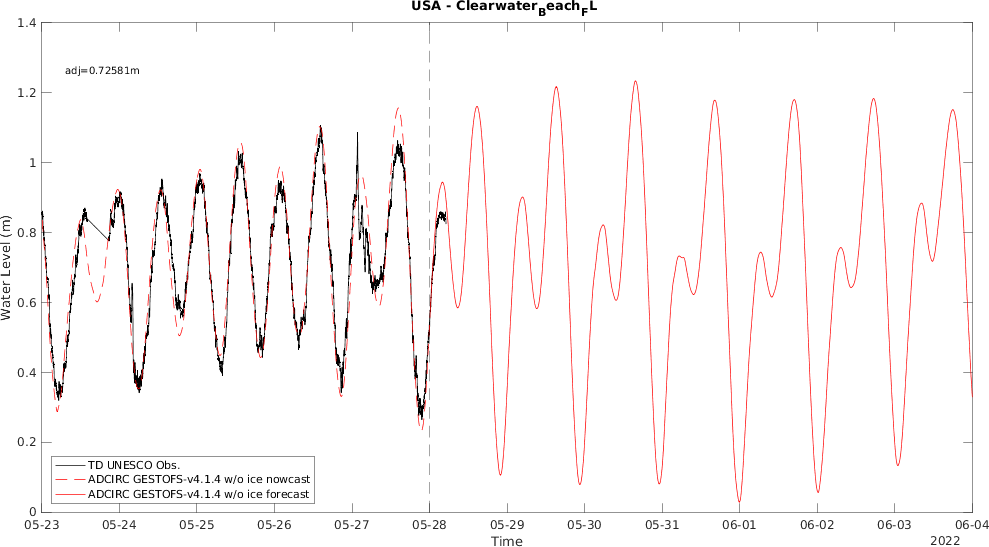 USA - Clearwater_Beach_FL
adj=0.72581m
Water Level (m)
1.4
1.2
1
0.8
0.6
0.4
0.2
0
TD UNESCO Obs.
ADCIRC GESTOFS-v4.1.4 w/o ice nowcast
ADCIRC GESTOFS-v4.1.4 w/o ice forecast
05-23 05-24 05-25 05-26 05-27 05-28 05-29 05-30 05-31 06-01 06-02 06-03 06-04
Time
2022